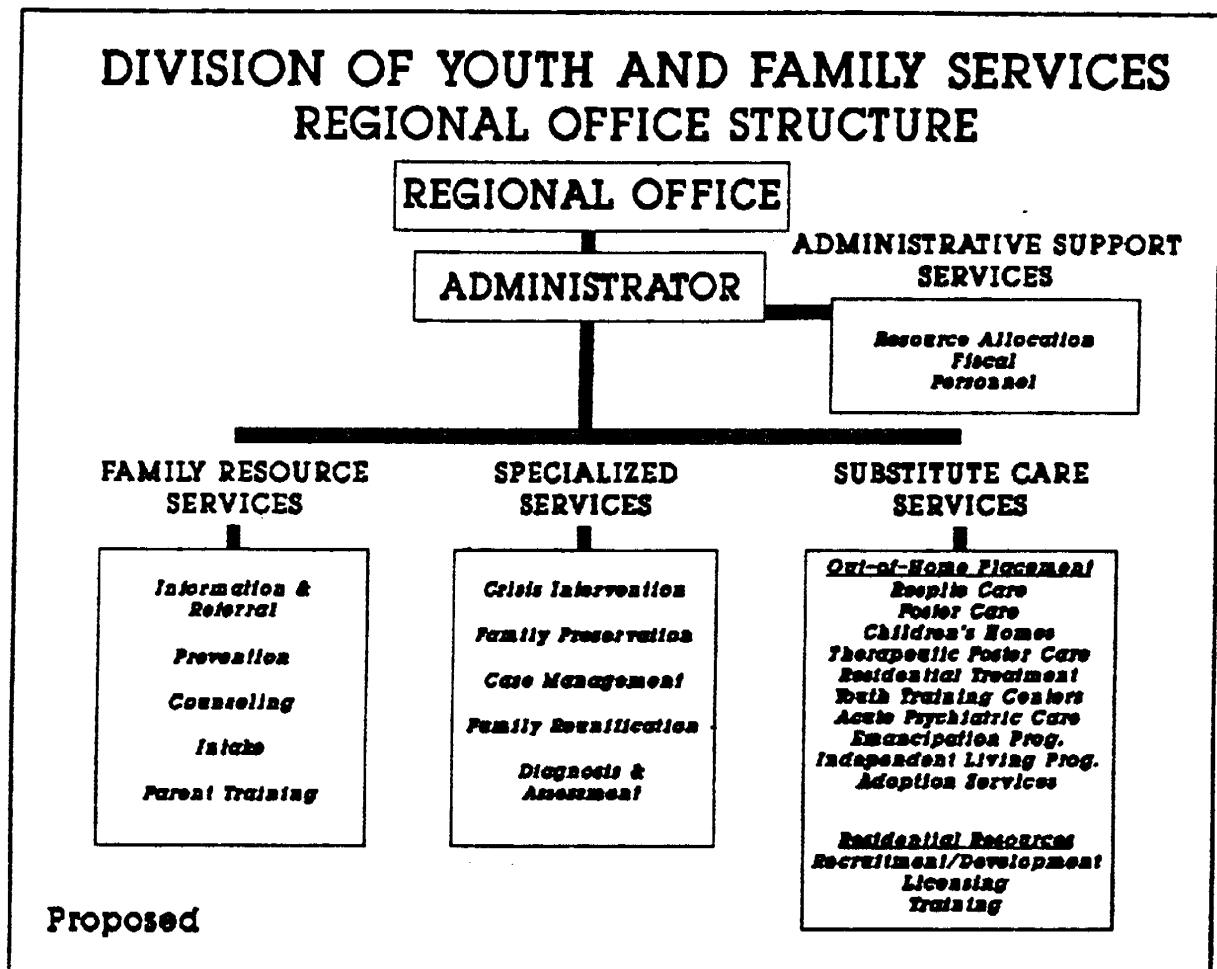 DIVISION OF YOUTH AND FAMILY SERVICES
REGIONAL OFFICE STRUCTURE
REGIONAL OFFICE
ADMINISTRATOR
ADMINISTRATIVE SUPPORT
SERVICES
Resource Allocation
Fiscal
Personnel
FAMILY RESOURCE
SERVICES
Information &
Referral
Prevention
Counseling
Intake
Parent Training
SPECIALIZED
SERVICES
Crisis Intervention
Family Preservation
Case Management
Family Reunification
Diagnosis &
Assessment
SUBSTITUTE CARE
SERVICES
Out-of-Home Placement
Respite Care
Foster Care
Children's Homes
Therapeutic Foster Care
Residential Treatment
Youth Training Centers
Acute Psychiatric Care
Emancipation Prog.
Independent Living Prog.
Adoption Services
Residential Resources
Recruitment/Development
Licensing
Training
Proposed